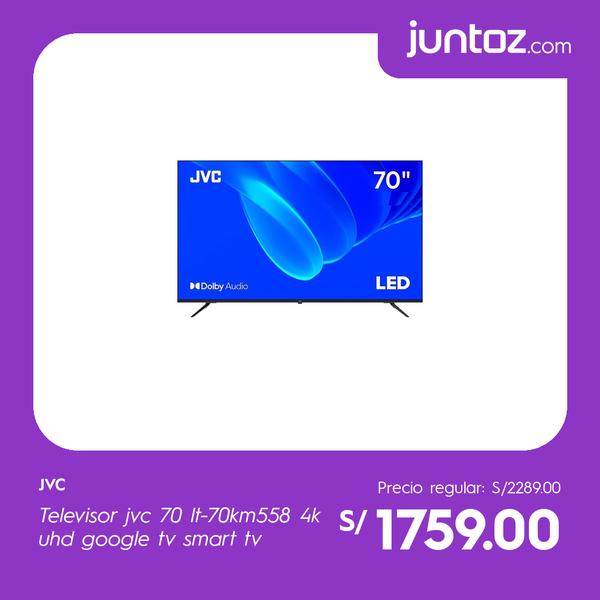 juntoz.com
JVC
70"
Dolby Audio
LED
JVC
Televisor jvc 70 lt-70km558 4k
uhd google tv smart tv
Precio regular: S/2289.00
S/ 1759.00